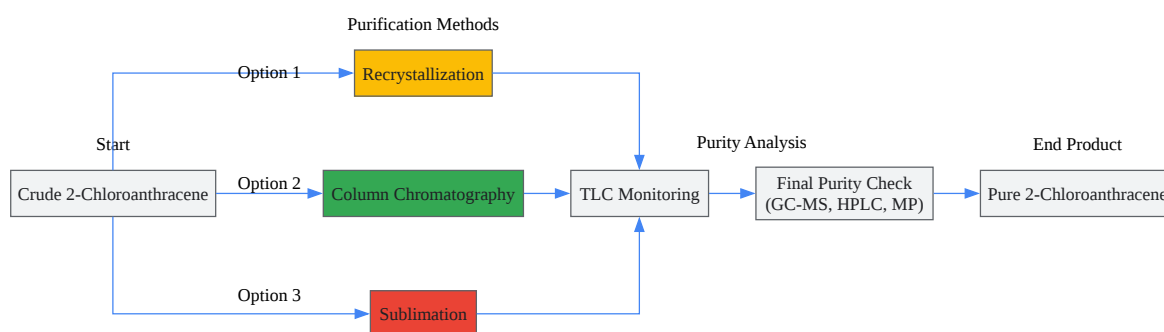 Purification Methods
Option 1
Recrystallization
Start
Purity Analysis
End Product
Crude 2-Chloroanthracene
Option 2
Column Chromatography
TLC Monitoring
Final Purity Check
(GC-MS, HPLC, MP)
Pure 2-Chloroanthracene
Option 3
Sublimation